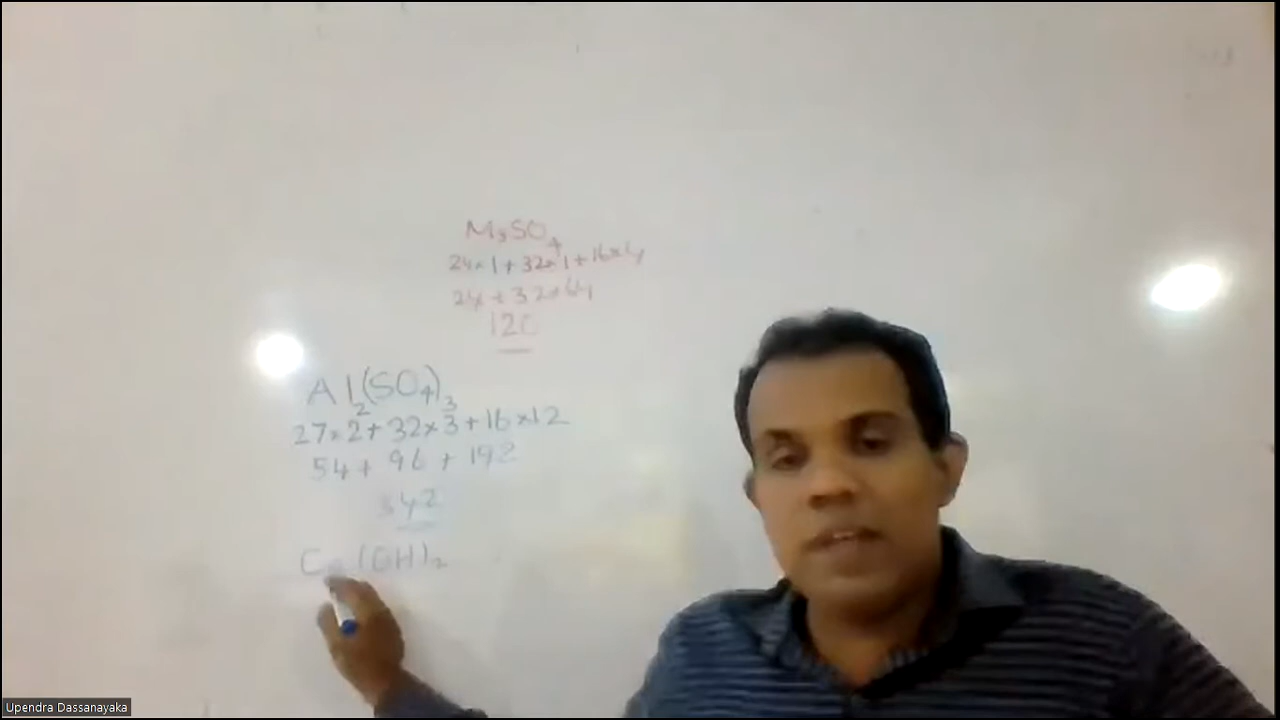 MgSO4
24×1+32×1+16×4
24+32+64
120
Al2(SO4)3
27×2+32×3+16×12
54+96+192
342
Ca(OH)2
Upendra Dassanayaka